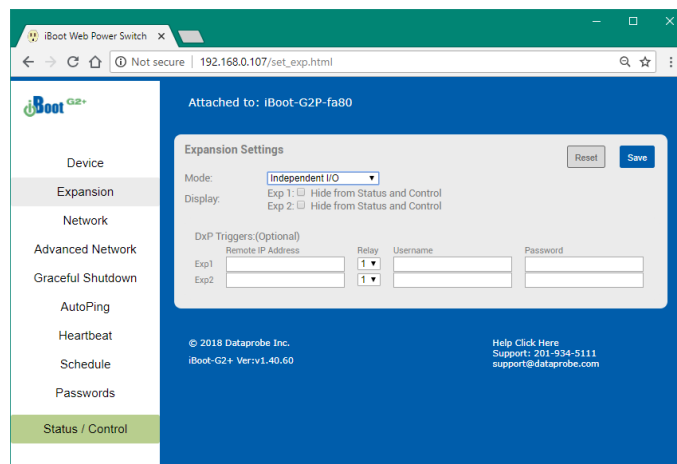 iBoot Web Power Switch
Not secure | 192.168.0.107/set_exp.html
iBoot G2+
Attached to: iBoot-G2P-fa80
Device
Expansion
Network
Advanced Network
Graceful Shutdown
AutoPing
Heartbeat
Schedule
Passwords
Status / Control
Expansion Settings
Reset
Save
Mode:
Independent I/O
Display:
Exp 1: Hide from Status and Control
Exp 2: Hide from Status and Control
DxP Triggers:(Optional)
Remote IP Address Relay Username Password
Exp1 1
Exp2 1
© 2018 Dataprobe Inc.
iBoot-G2+ Ver:v1.40.60
Help Click Here
Support: 201-934-5111
support@dataprobe.com